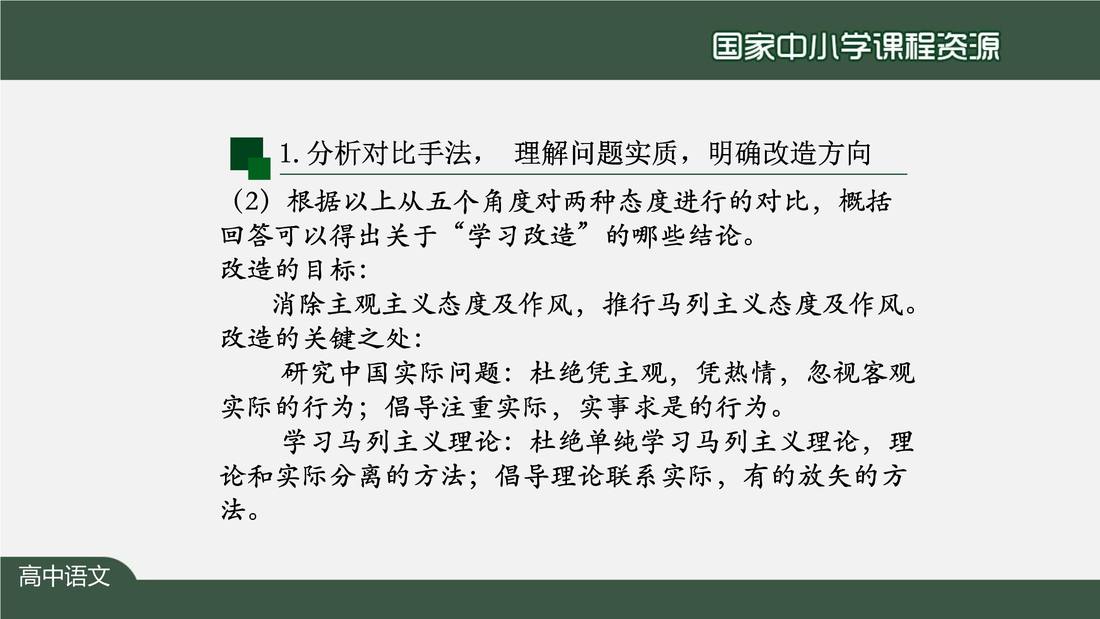 国家中小学课程资源
1. 分析对比手法， 理解问题实质，明确改造方向
（2）根据以上从五个角度对两种态度进行的对比，概括
回答可以得出关于“学习改造”的哪些结论。
改造的目标：
消除主观主义态度及作风，推行马列主义态度及作风。
改造的关键之处：
研究中国实际问题：杜绝凭主观，凭热情，忽视客观
实际的行为；倡导注重实际，实事求是的行为。
学习马列主义理论：杜绝单纯学习马列主义理论，理
论和实际分离的方法；倡导理论联系实际，有的放矢的方
法。
高中语文